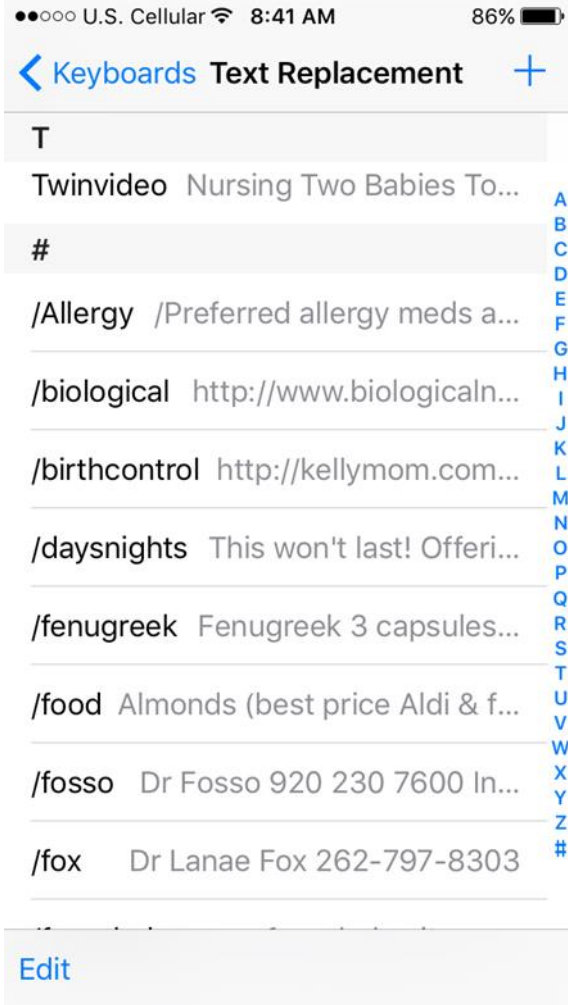 U.S. Cellular 8:41 AM 86%
Keyboards Text Replacement +
T
Twinvideo Nursing Two Babies To...
#
/Allergy /Preferred allergy meds a...
/biological http://www.biologicaln...
/birthcontrol http://kellymom.com...
/daysnights This won't last! Offeri...
/fenugreek Fenugreek 3 capsules...
/food Almonds (best price Aldi & f...
/fosso Dr Fosso 920 230 7600 In...
/fox Dr Lanae Fox 262-797-8303
Edit
A
B
C
D
E
F
G
H
I
J
K
L
M
N
O
P
Q
R
S
T
U
V
W
X
Y
Z
#